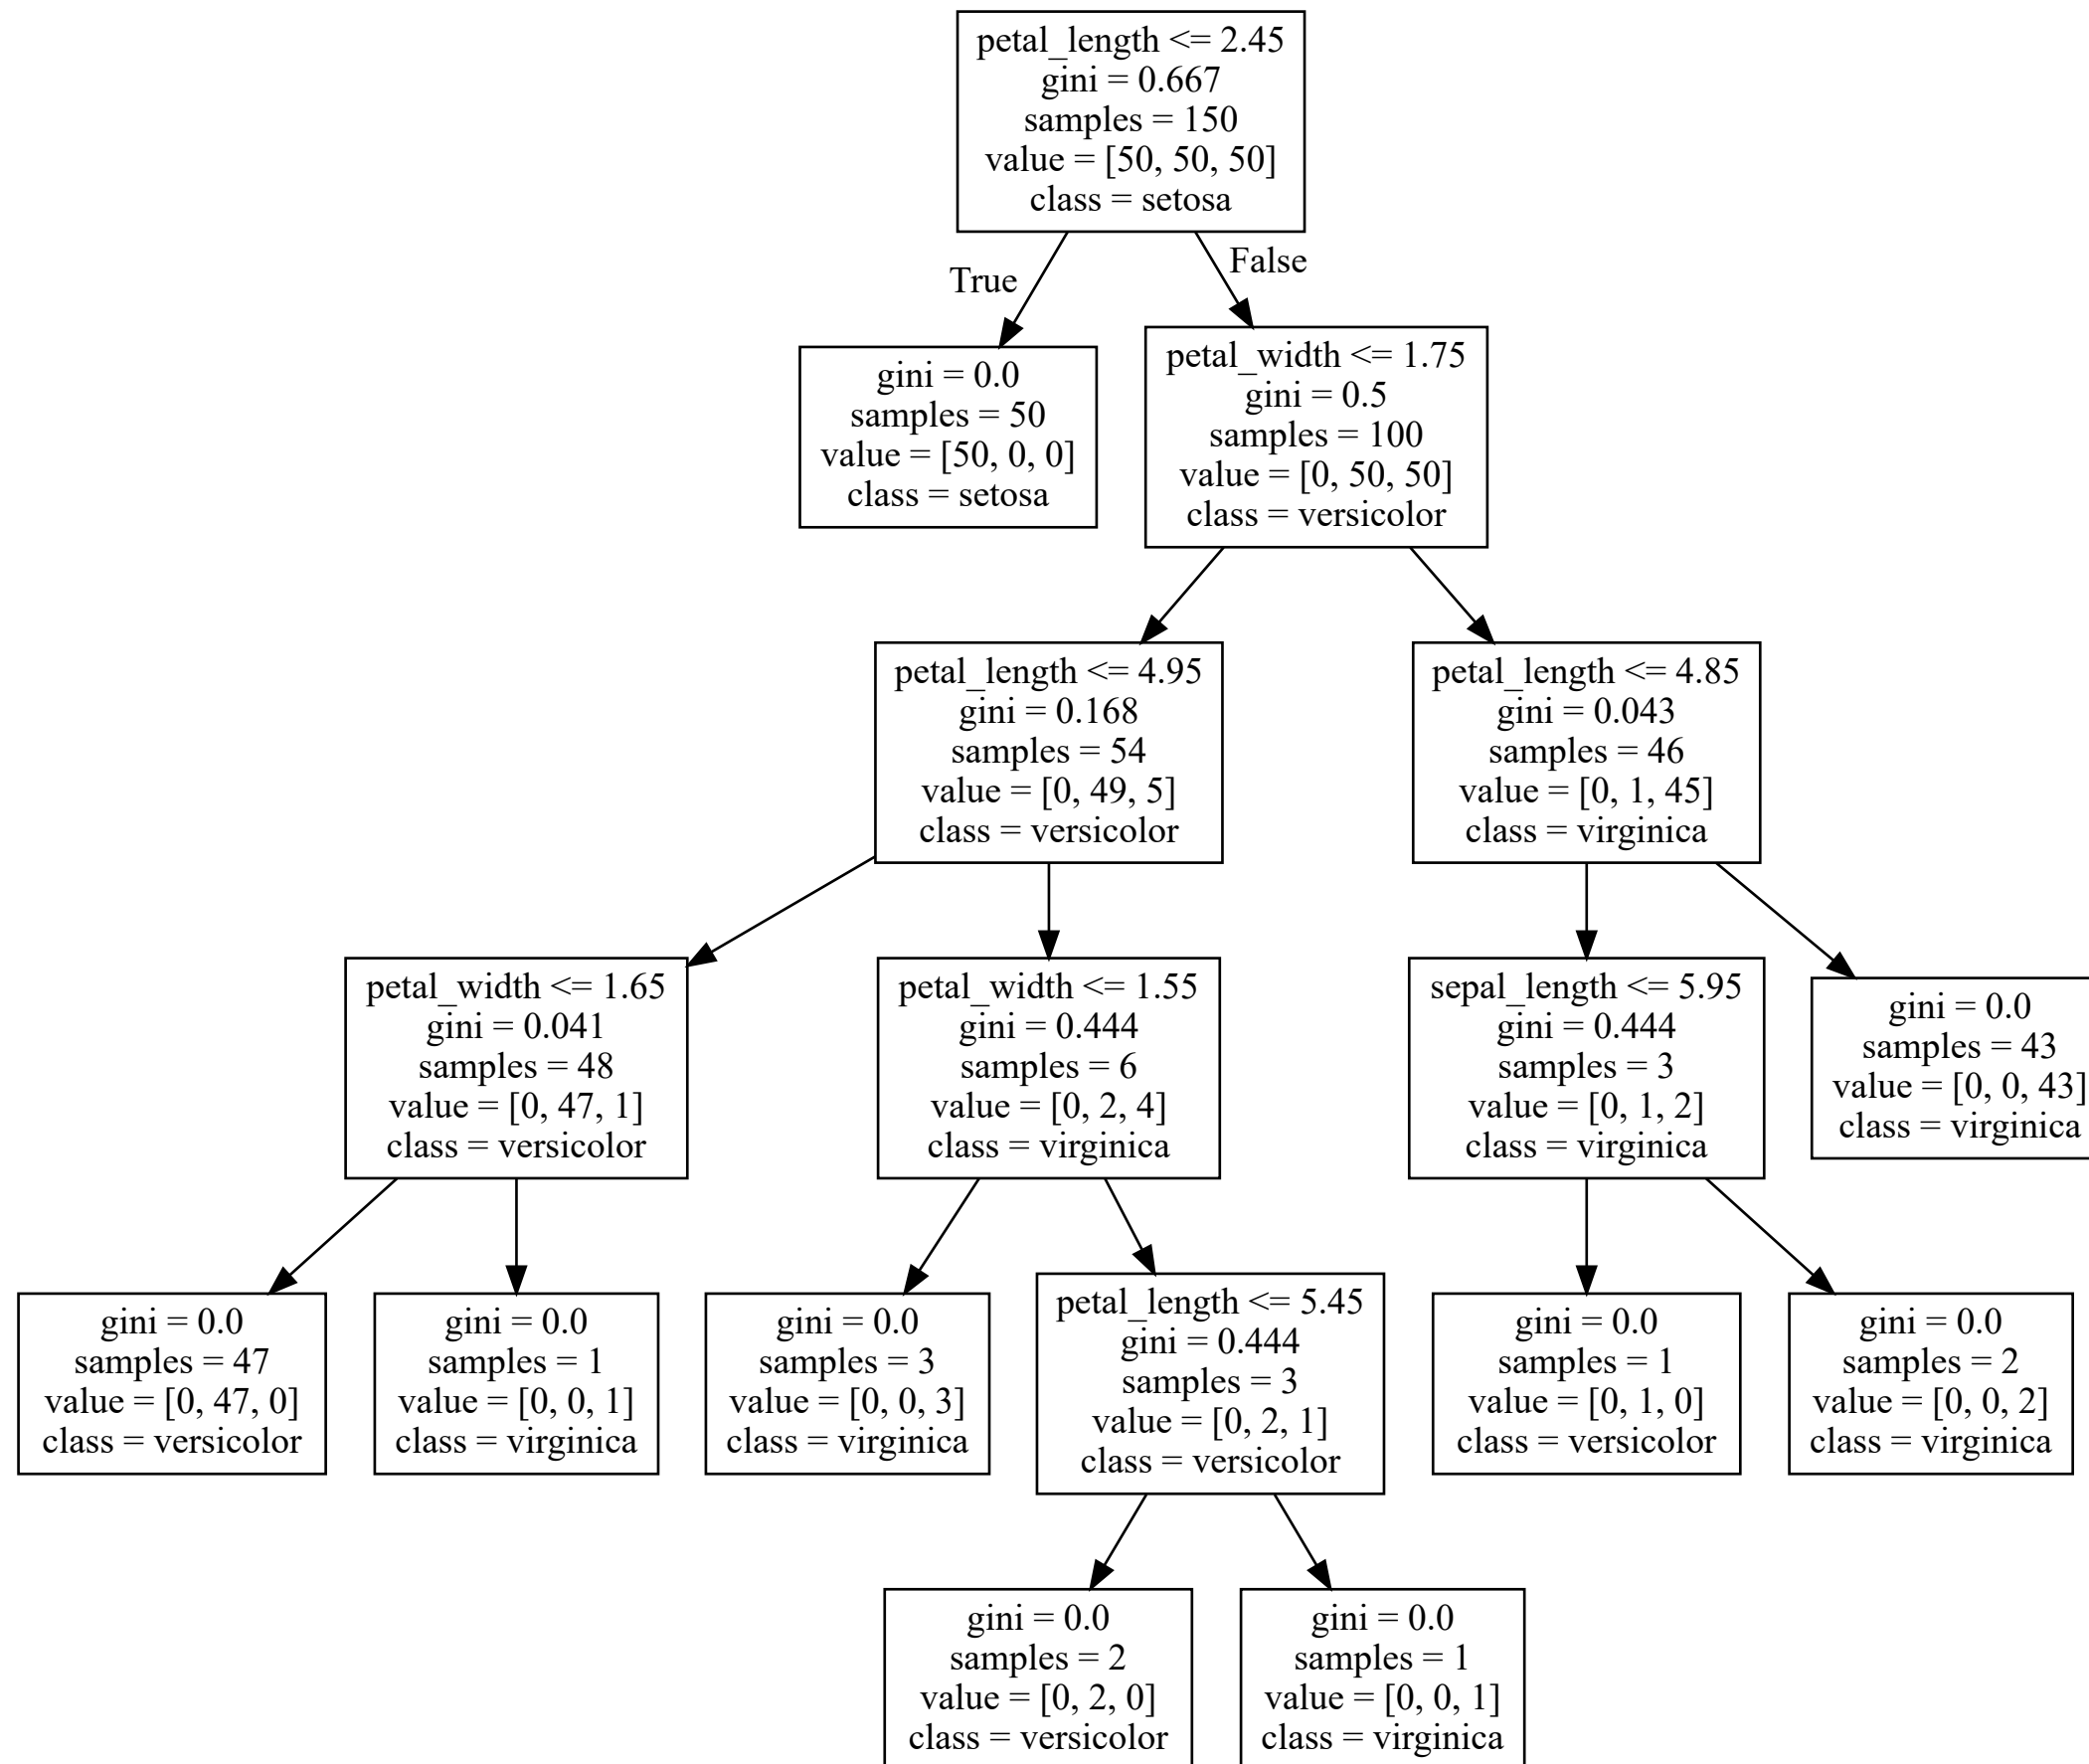 petal_length <= 2.45
gini = 0.667
samples = 150
value = [50, 50, 50]
class = setosa
True
False
gini = 0.0
samples = 50
value = [50, 0, 0]
class = setosa
petal_width <= 1.75
gini = 0.5
samples = 100
value = [0, 50, 50]
class = versicolor
petal_length <= 4.95
gini = 0.168
samples = 54
value = [0, 49, 5]
class = versicolor
petal_length <= 4.85
gini = 0.043
samples = 46
value = [0, 1, 45]
class = virginica
petal_width <= 1.65
gini = 0.041
samples = 48
value = [0, 47, 1]
class = versicolor
petal_width <= 1.55
gini = 0.444
samples = 6
value = [0, 2, 4]
class = virginica
sepal_length <= 5.95
gini = 0.444
samples = 3
value = [0, 1, 2]
class = virginica
gini = 0.0
samples = 43
value = [0, 0, 43]
class = virginica
gini = 0.0
samples = 47
value = [0, 47, 0]
class = versicolor
gini = 0.0
samples = 1
value = [0, 0, 1]
class = virginica
gini = 0.0
samples = 3
value = [0, 0, 3]
class = virginica
petal_length <= 5.45
gini = 0.444
samples = 3
value = [0, 2, 1]
class = versicolor
gini = 0.0
samples = 1
value = [0, 1, 0]
class = versicolor
gini = 0.0
samples = 2
value = [0, 0, 2]
class = virginica
gini = 0.0
samples = 2
value = [0, 2, 0]
class = versicolor
gini = 0.0
samples = 1
value = [0, 0, 1]
class = virginica